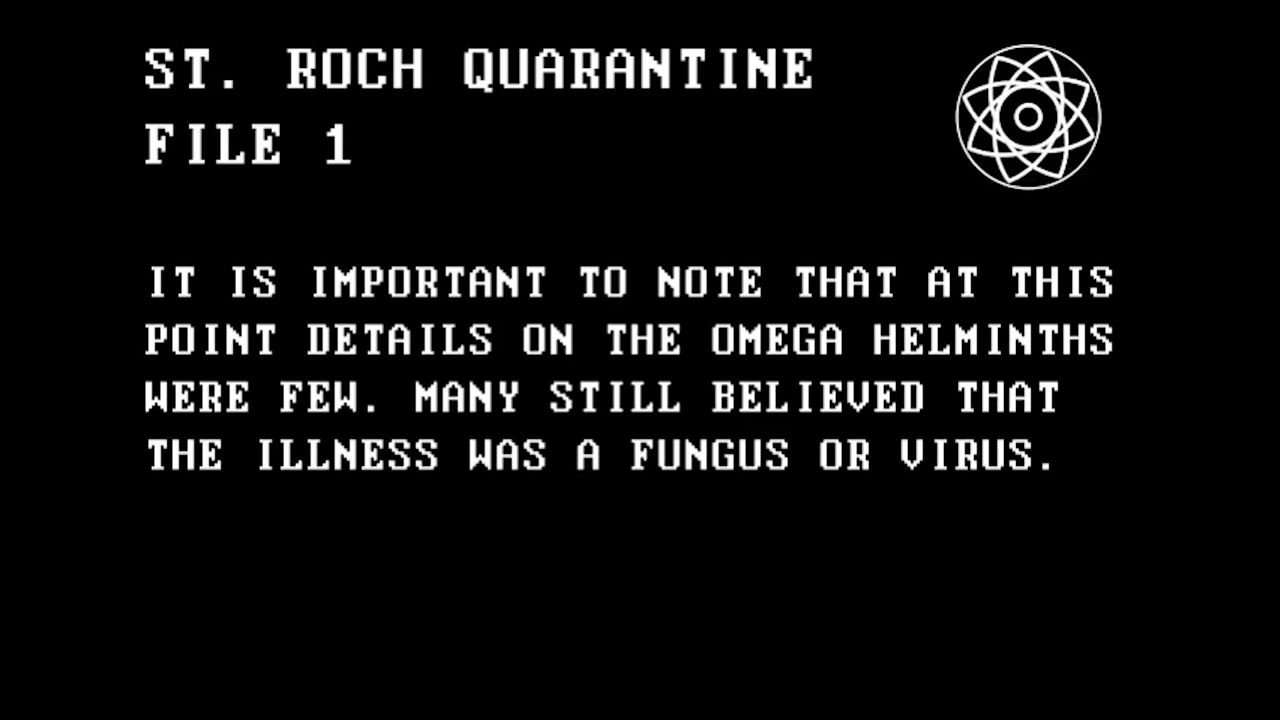 ST. ROCH QUARANTINE
FILE 1
IT IS IMPORTANT TO NOTE THAT AT THIS
POINT DETAILS ON THE OMEGA HELMINTHS
WERE FEW. MANY STILL BELIEVED THAT
THE ILLNESS WAS A FUNGUS OR VIRUS.